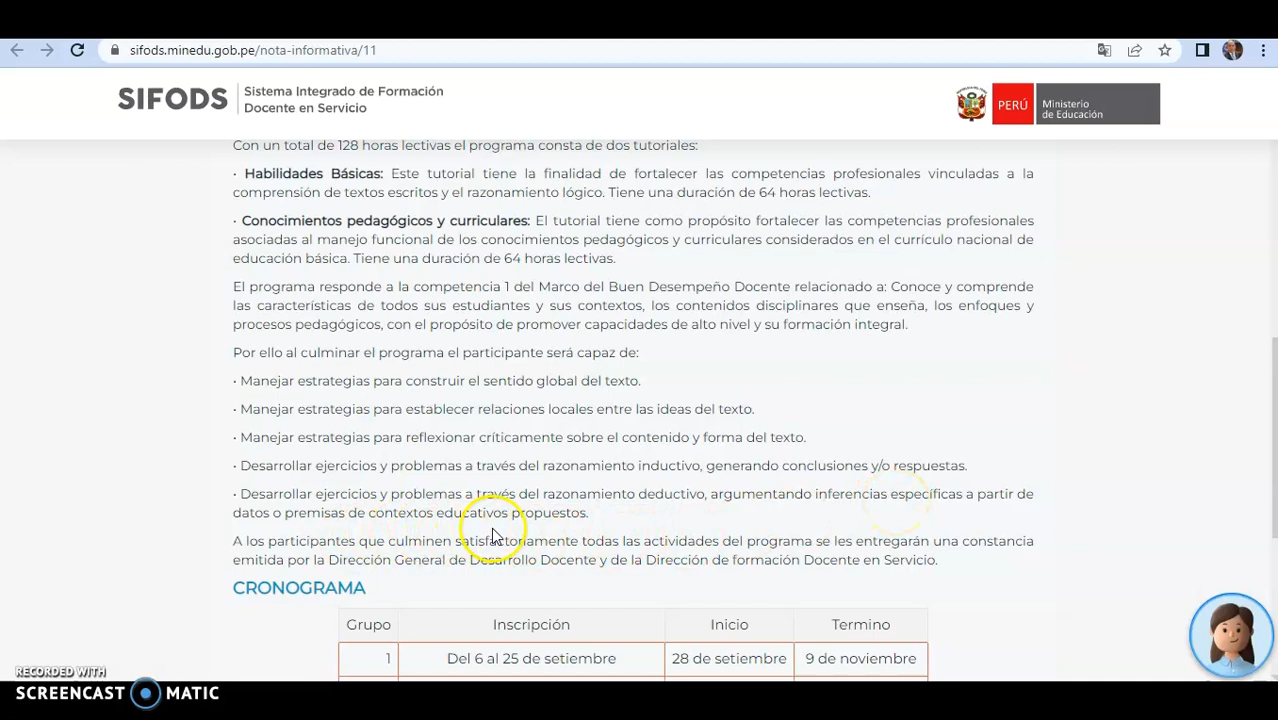 sifods.minedu.gob.pe/nota-informativa/11
SIFODS
Sistema Integrado de Formación
Docente en Servicio
PERÚ
Ministerio
de Educación
Con un total de 128 horas lectivas el programa consta de dos tutoriales:
• Habilidades Básicas: Este tutorial tiene la finalidad de fortalecer las competencias profesionales vinculadas a la
comprensión de textos escritos y el razonamiento lógico. Tiene una duración de 64 horas lectivas.
• Conocimientos pedagógicos y curriculares: El tutorial tiene como propósito fortalecer las competencias profesionales
asociadas al manejo funcional de los conocimientos pedagógicos y curriculares considerados en el currículo nacional de
educación básica. Tiene una duración de 64 horas lectivas.
El programa responde a la competencia 1 del Marco del Buen Desempeño Docente relacionado a: Conoce y comprende
las características de todos sus estudiantes y sus contextos, los contenidos disciplinares que enseña, los enfoques y
procesos pedagógicos, con el propósito de promover capacidades de alto nivel y su formación integral.
Por ello al culminar el programa el participante será capaz de:
• Manejar estrategias para construir el sentido global del texto.
• Manejar estrategias para establecer relaciones locales entre las ideas del texto.
• Manejar estrategias para reflexionar críticamente sobre el contenido y forma del texto.
• Desarrollar ejercicios y problemas a través del razonamiento inductivo, generando conclusiones y/o respuestas.
• Desarrollar ejercicios y problemas a través del razonamiento deductivo, argumentando inferencias específicas a partir de
datos o premisas de contextos educativos propuestos.
A los participantes que culminen satisfactoriamente todas las actividades del programa se les entregarán una constancia
emitida por la Dirección General de Desarrollo Docente y de la Dirección de formación Docente en Servicio.
CRONOGRAMA
Grupo Inscripción Inicio Termino
1 Del 6 al 25 de setiembre 28 de setiembre 9 de noviembre
RECORDED WITH
SCREENCAST MATIC